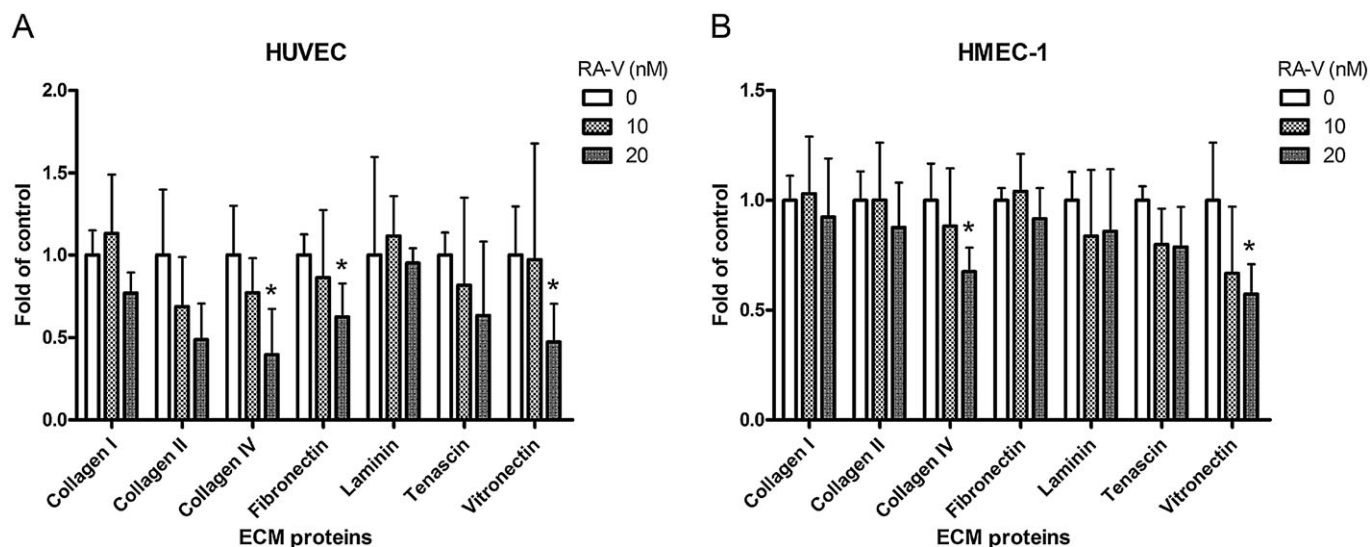 A
HUVEC
RA-V (nM)
0
10
20
Fold of control
2.0
1.5
1.0
0.5
0.0
*
*
*
Collagen I
Collagen II
Collagen IV
Fibronectin
Laminin
Tenascin
Vitronectin
ECM proteins
B
HMEC-1
RA-V (nM)
0
10
20
Fold of control
1.5
1.0
0.5
0.0
*
*
Collagen I
Collagen II
Collagen IV
Fibronectin
Laminin
Tenascin
Vitronectin
ECM proteins